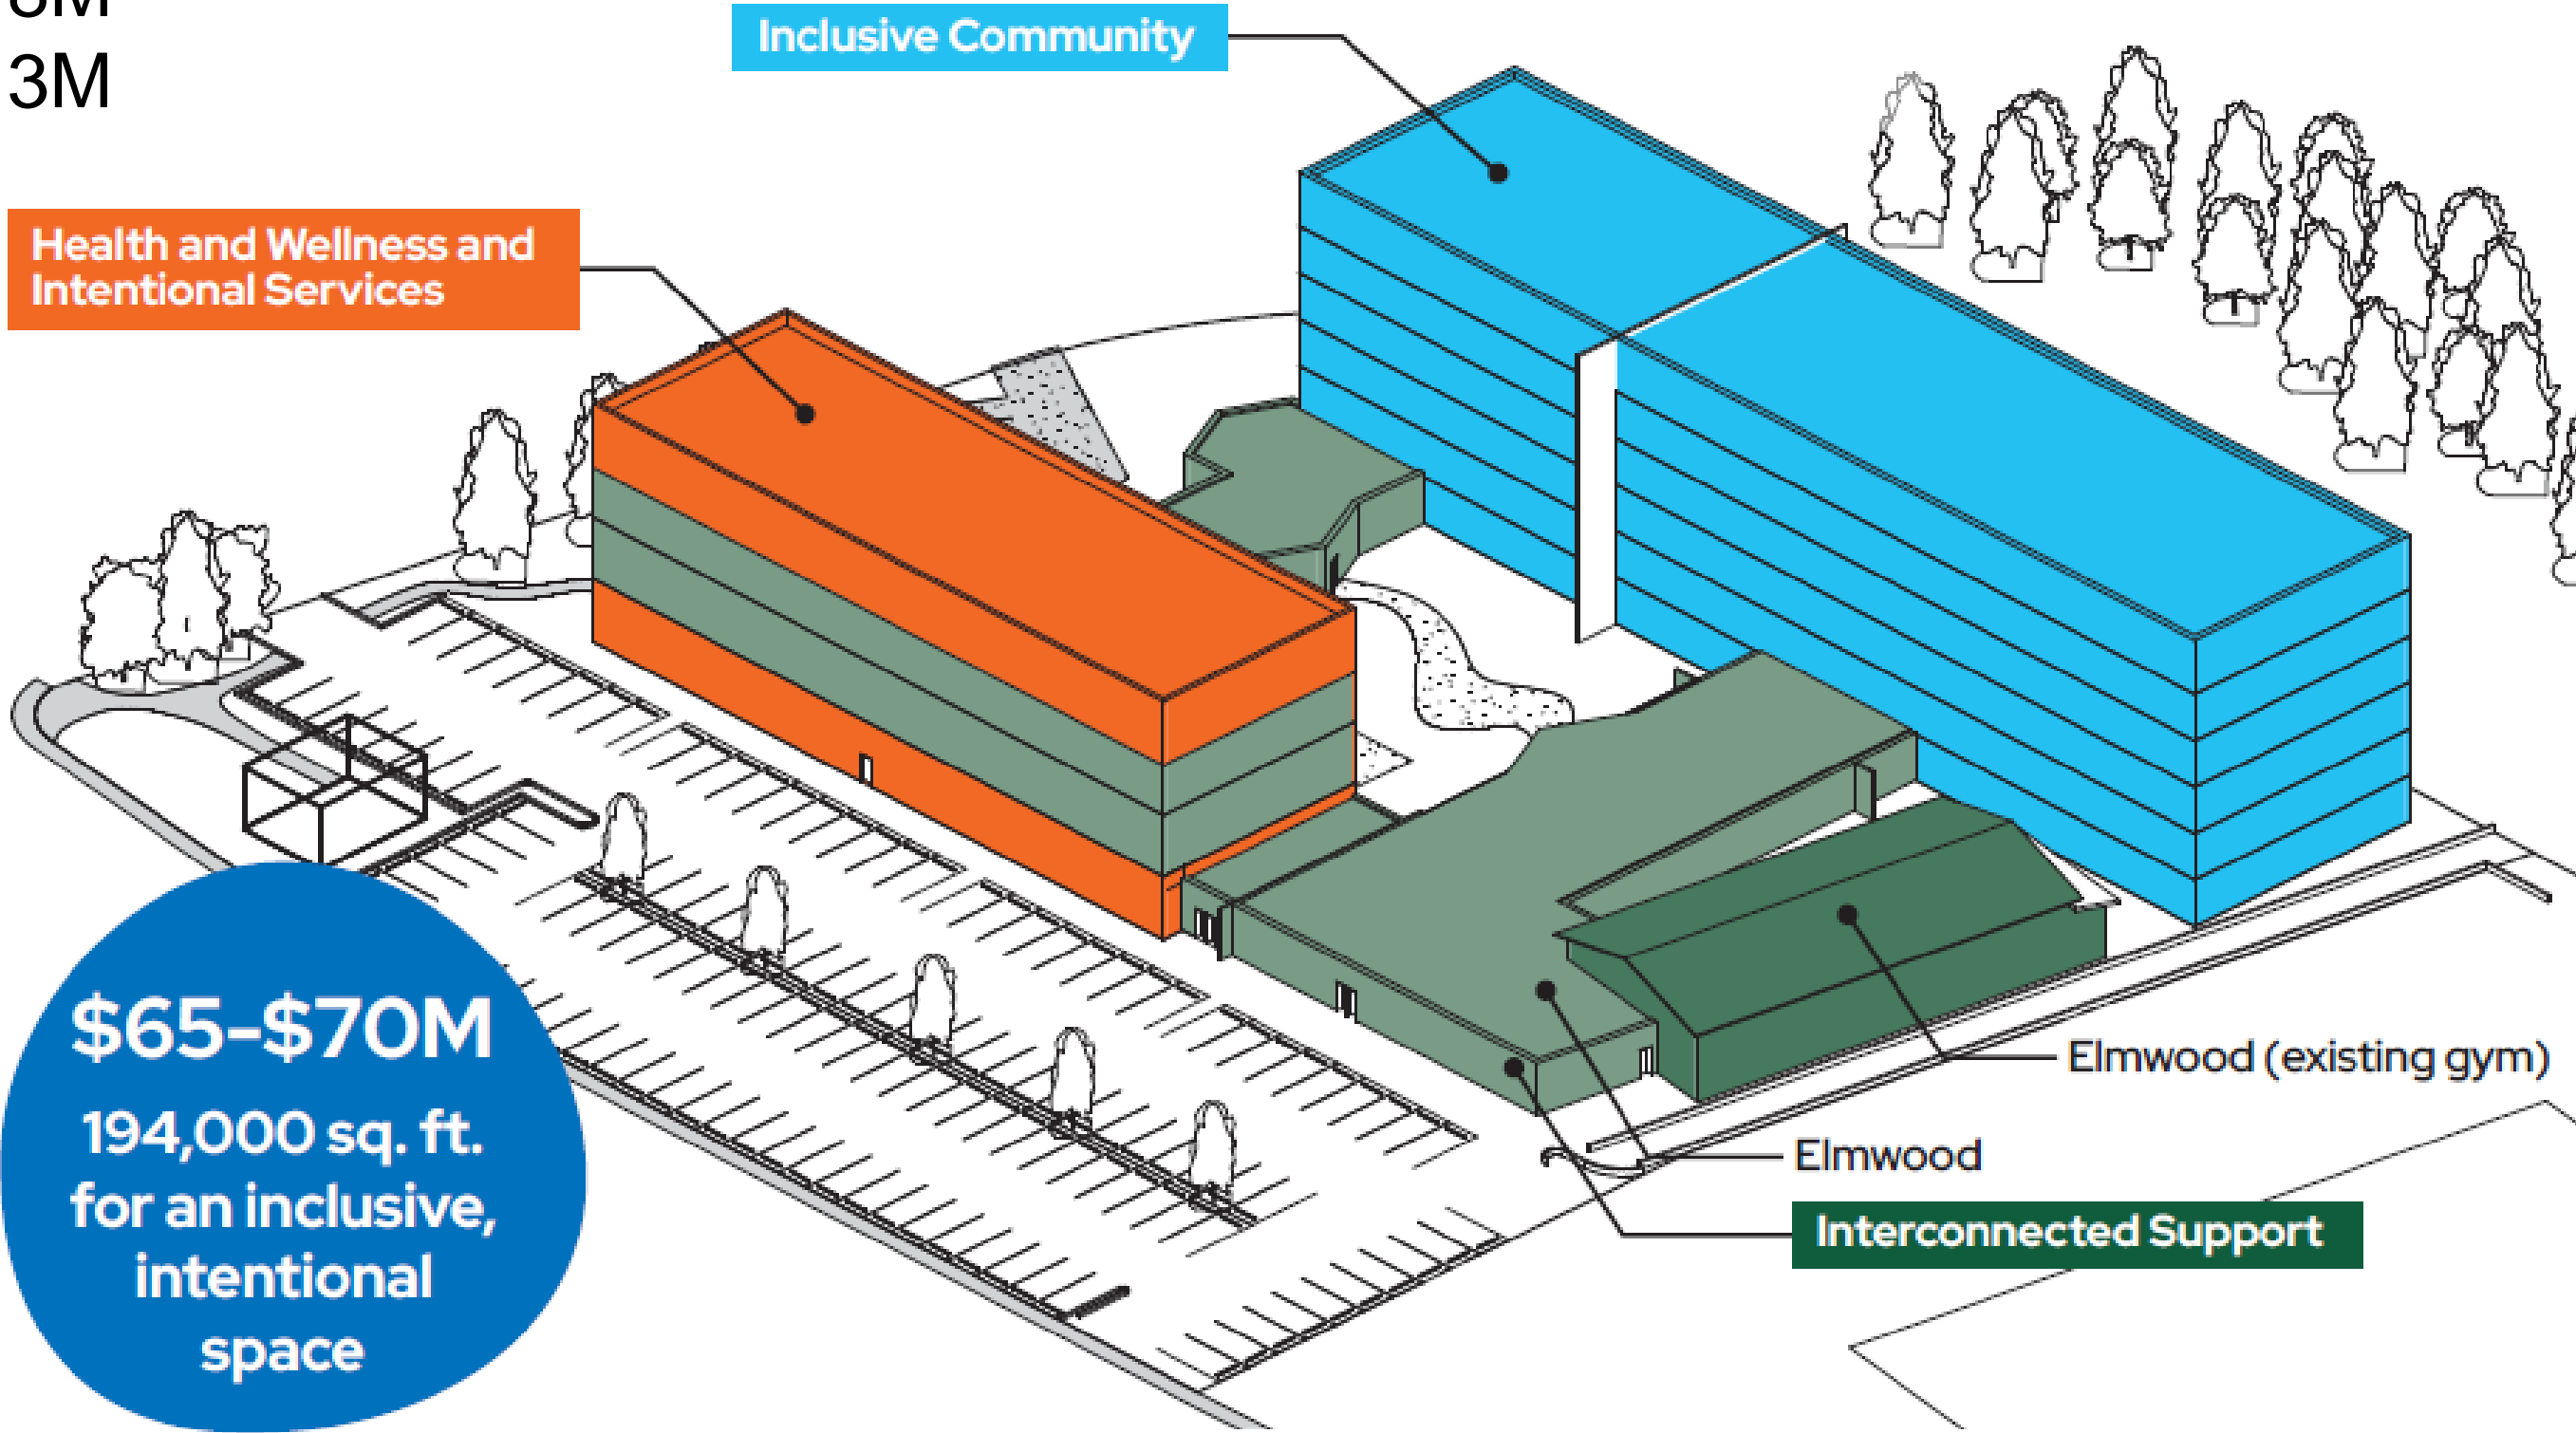 3M
Inclusive Community
Health and Wellness and
Intentional Services
$65-$70M
194,000 sq. ft.
for an inclusive,
intentional
space
Elmwood (existing gym)
Elmwood
Interconnected Support